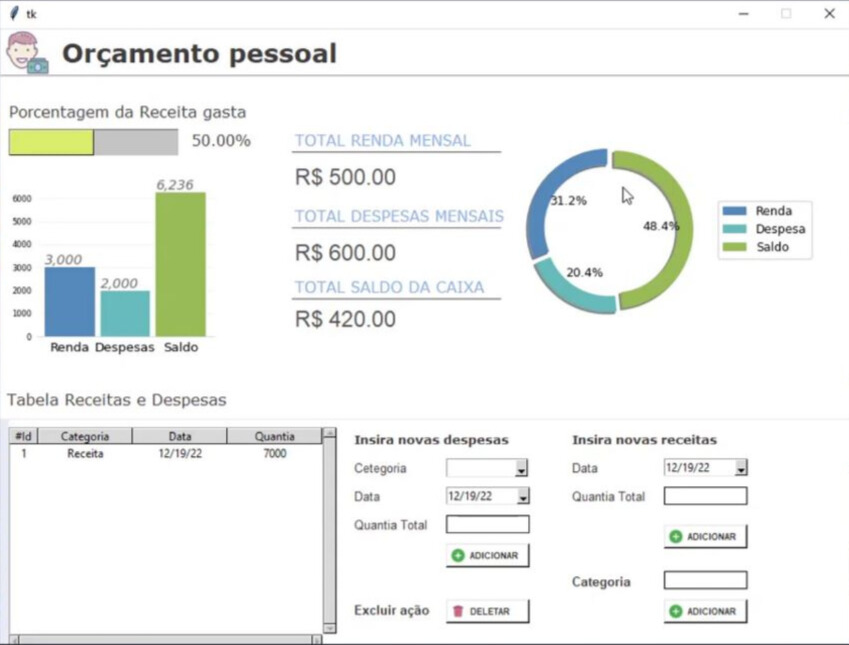 tk
Orçamento pessoal
Porcentagem da Receita gasta
50.00%
6000
5000
4000
3000
2000
1000
0
3,000
2,000
6,236
Renda Despesas Saldo
TOTAL RENDA MENSAL
R$ 500.00
TOTAL DESPESAS MENSAIS
R$ 600.00
TOTAL SALDO DA CAIXA
R$ 420.00
31.2%
48.4%
20.4%
Renda
Despesa
Saldo
Tabela Receitas e Despesas
#Id Categoria Data Quantia
1 Receita 12/19/22 7000
Insira novas despesas
Cetegoria
Data 12/19/22
Quantia Total
ADICIONAR
Excluir ação DELETAR
Insira novas receitas
Data 12/19/22
Quantia Total
ADICIONAR
Categoria
ADICIONAR